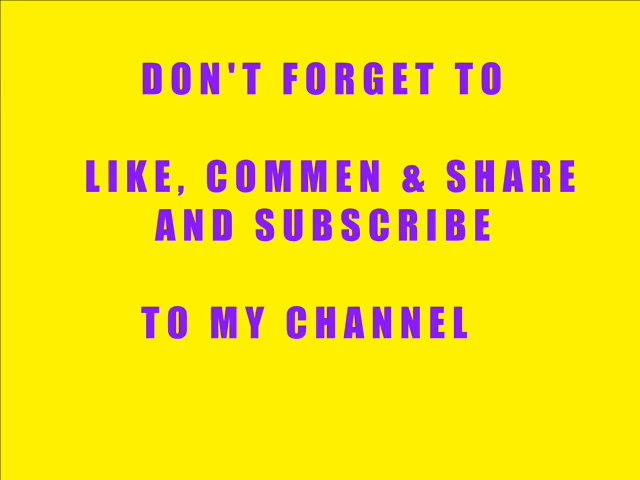 DON'T FORGET TO
LIKE, COMMEN & SHARE
AND SUBSCRIBE
TO MY CHANNEL